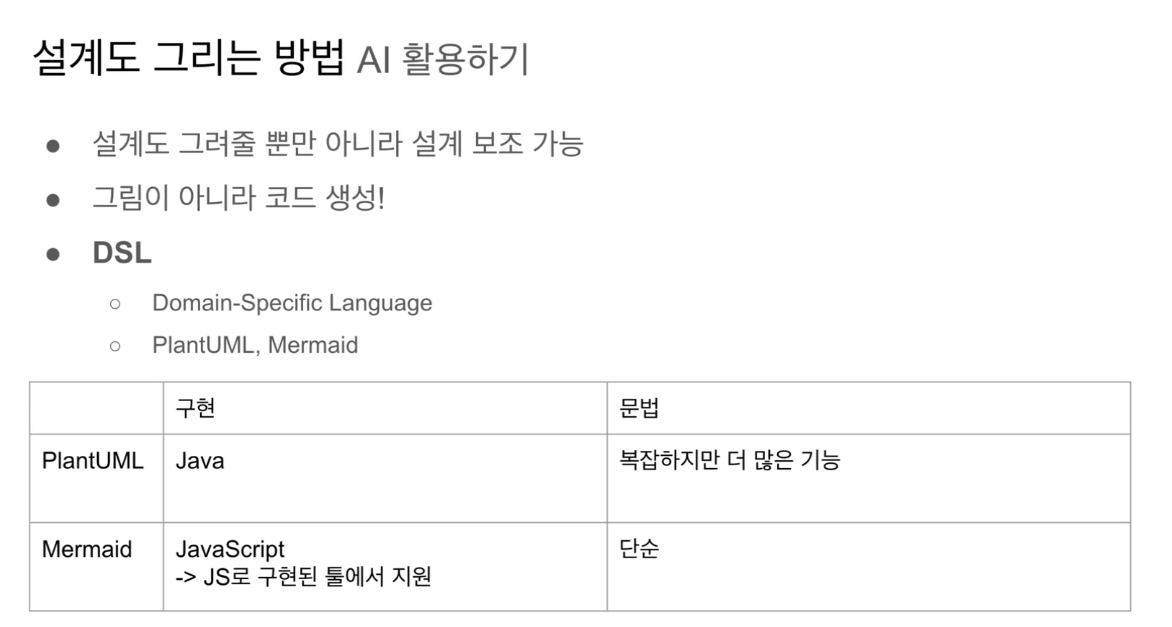 설계도 그리는 방법 AI 활용하기
● 설계도 그려줄 뿐만 아니라 설계 보조 가능
● 그림이 아니라 코드 생성!
● DSL
○ Domain-Specific Language
○ PlantUML, Mermaid
구현 문법
PlantUML Java 복잡하지만 더 많은 기능
Mermaid JavaScript 단순
-> JS로 구현된 툴에서 지원